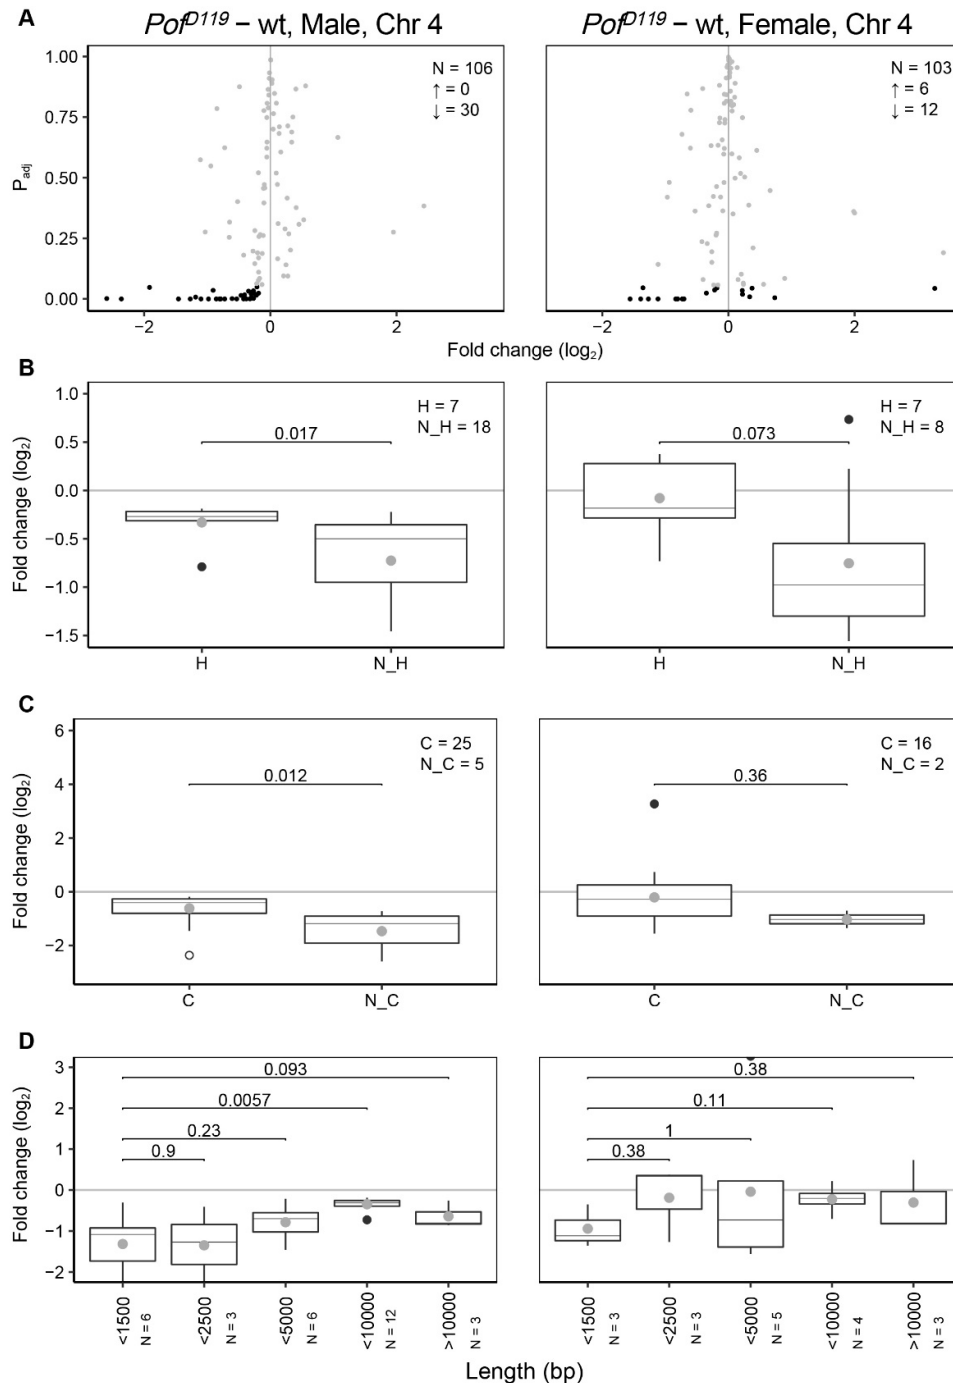 A
Pof^D119 – wt, Male, Chr 4
Pof^D119 – wt, Female, Chr 4
P_adj
1.00
0.75
0.50
0.25
0.00
N = 106
↑ = 0
↓ = 30
N = 103
↑ = 6
↓ = 12
−2 0 2
−2 0 2
Fold change (log₂)
B
Fold change (log₂)
1.0
0.5
0.0
−0.5
−1.0
−1.5
H = 7
N_H = 18
0.017
H N_H
H = 7
N_H = 8
0.073
H N_H
C
Fold change (log₂)
6
4
2
0
−2
C = 25
N_C = 5
0.012
C N_C
C = 16
N_C = 2
0.36
C N_C
D
Fold change (log₂)
3
2
1
0
−1
−2
0.093
0.0057
0.23
0.9
0.38
0.11
1
0.38
<1500
N = 6
<2500
N = 3
<5000
N = 6
<10000
N = 12
>10000
N = 3
<1500
N = 3
<2500
N = 3
<5000
N = 5
<10000
N = 4
>10000
N = 3
Length (bp)